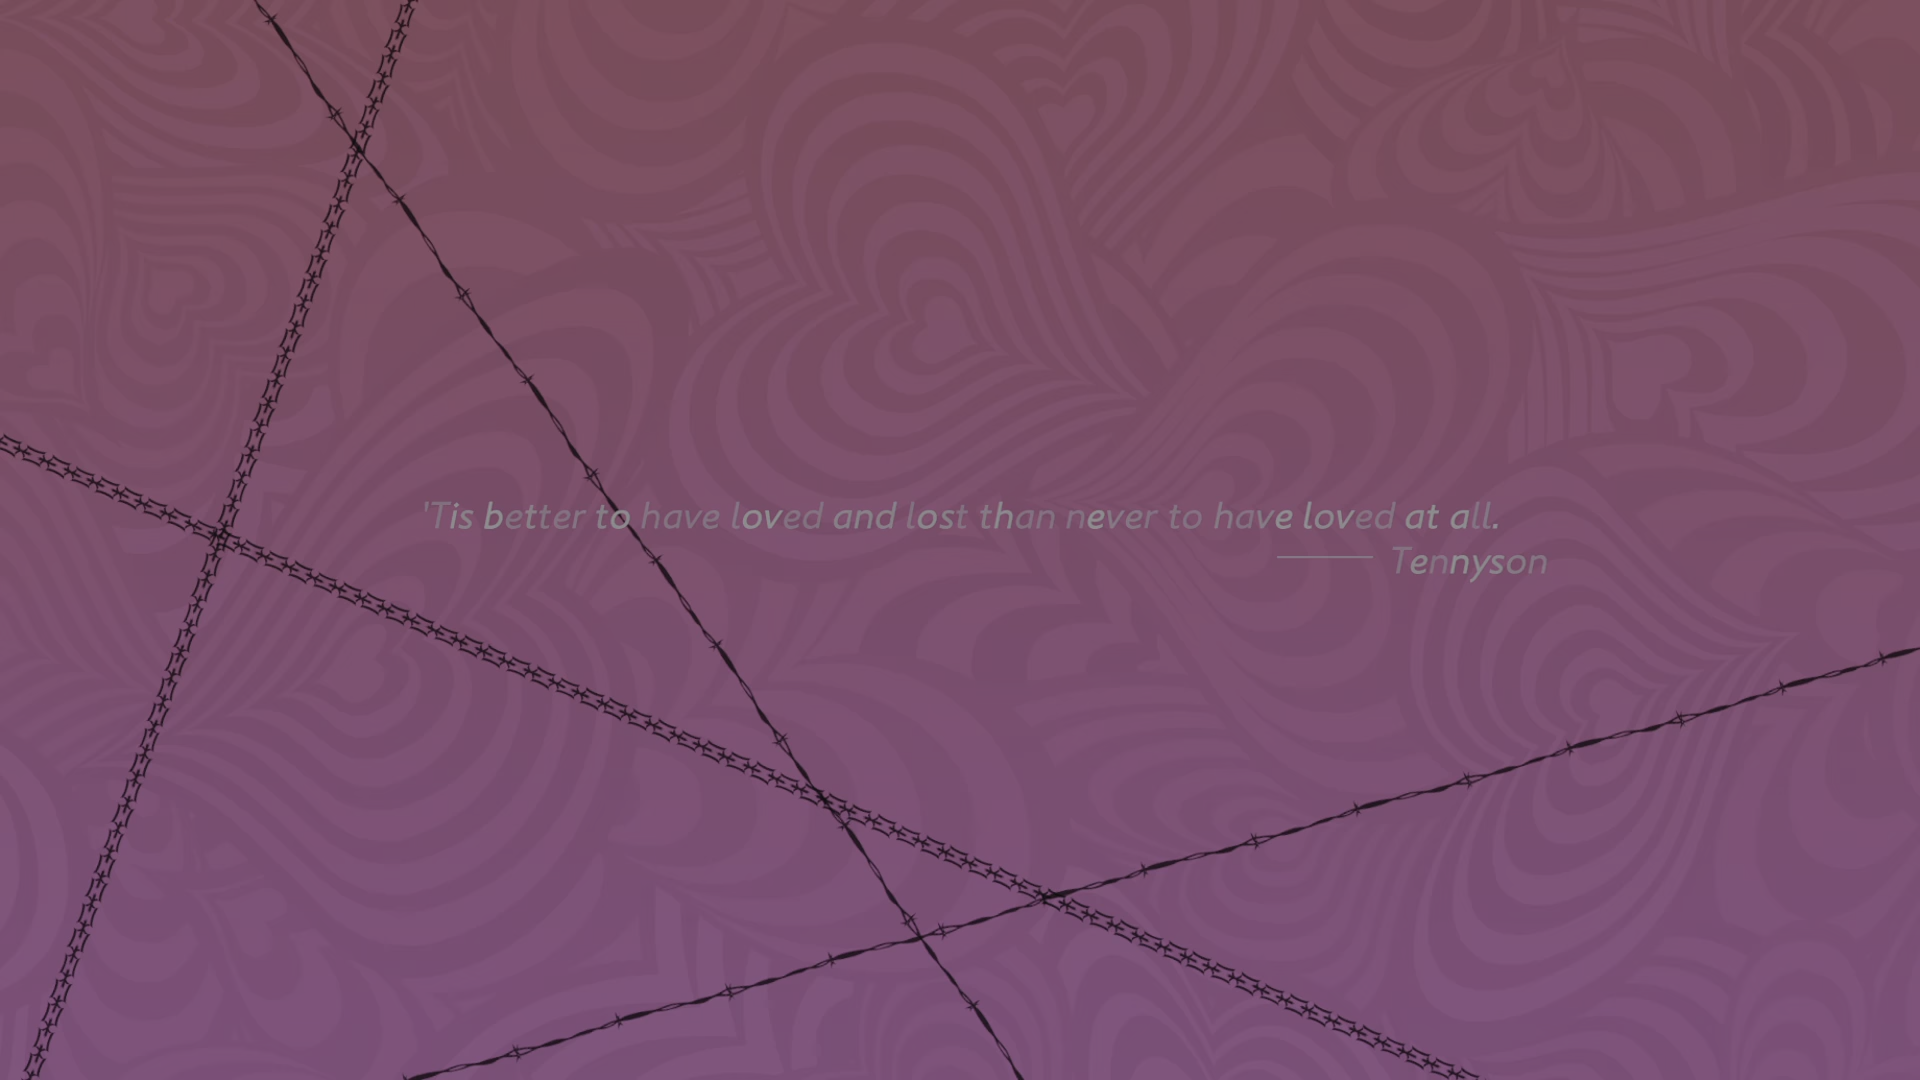 'Tis better to have loved and lost than never to have loved at all.
—— Tennyson